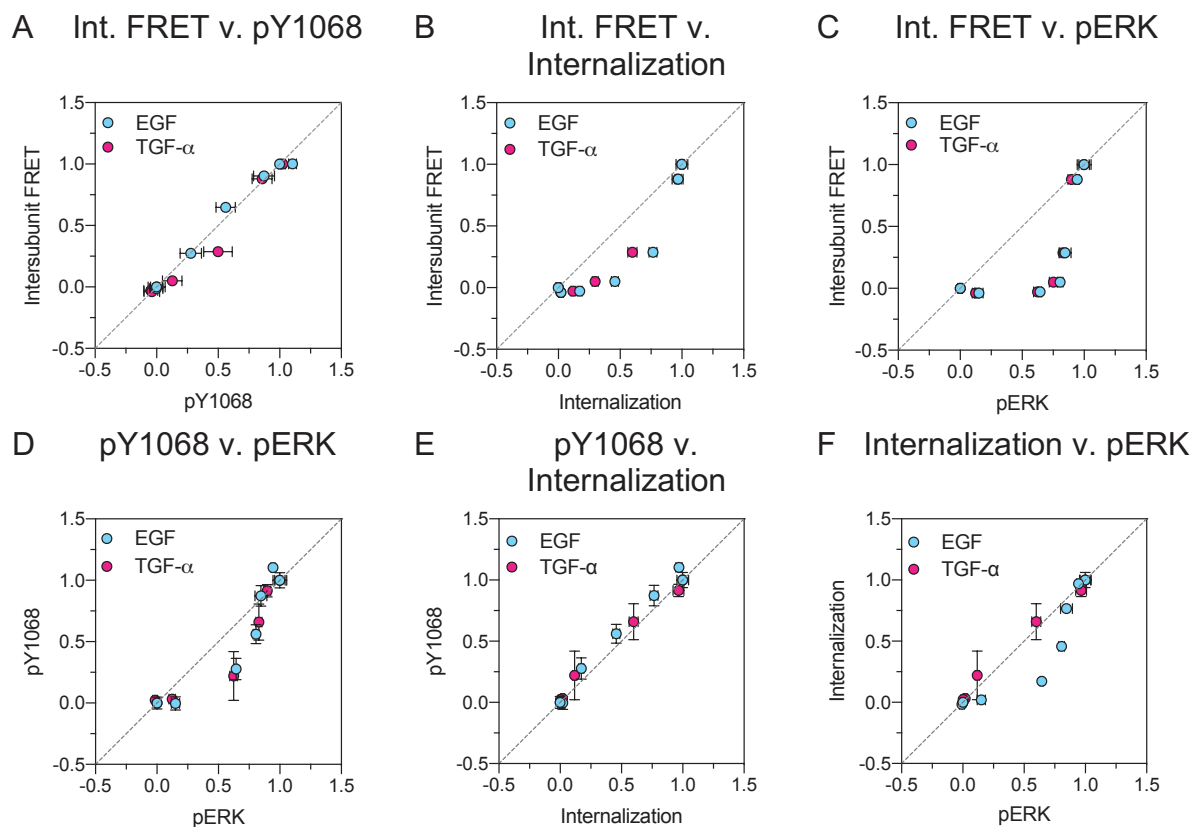 A Int. FRET v. pY1068
EGF
TGF-α
1.5
1.0
0.5
0.0
-0.5
-0.5 0.0 0.5 1.0 1.5
Intersubunit FRET
pY1068
B Int. FRET v.
Internalization
EGF
TGF-α
1.5
1.0
0.5
0.0
-0.5
-0.5 0.0 0.5 1.0 1.5
Intersubunit FRET
Internalization
C Int. FRET v. pERK
EGF
TGF-α
1.5
1.0
0.5
0.0
-0.5
-0.5 0.0 0.5 1.0 1.5
Intersubunit FRET
pERK
D pY1068 v. pERK
EGF
TGF-α
1.5
1.0
0.5
0.0
-0.5
-0.5 0.0 0.5 1.0 1.5
pY1068
pERK
E pY1068 v.
Internalization
EGF
TGF-α
1.5
1.0
0.5
0.0
-0.5
-0.5 0.0 0.5 1.0 1.5
pY1068
Internalization
F Internalization v. pERK
EGF
TGF-α
1.5
1.0
0.5
0.0
-0.5
-0.5 0.0 0.5 1.0 1.5
Internalization
pERK